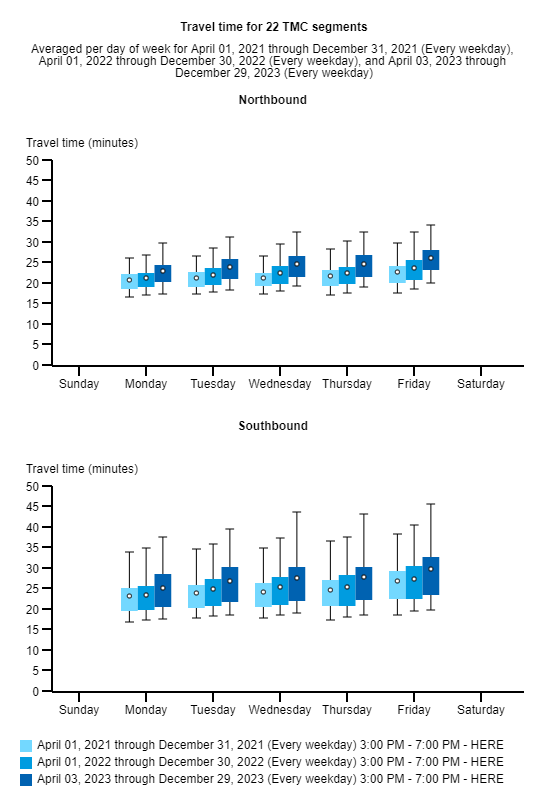 Travel time for 22 TMC segments
Averaged per day of week for April 01, 2021 through December 31, 2021 (Every weekday),
April 01, 2022 through December 30, 2022 (Every weekday), and April 03, 2023 through
December 29, 2023 (Every weekday)
Northbound
Travel time (minutes)
50
45
40
35
30
25
20
15
10
5
0
Sunday Monday Tuesday Wednesday Thursday Friday Saturday
Southbound
Travel time (minutes)
50
45
40
35
30
25
20
15
10
5
0
Sunday Monday Tuesday Wednesday Thursday Friday Saturday
April 01, 2021 through December 31, 2021 (Every weekday) 3:00 PM - 7:00 PM - HERE
April 01, 2022 through December 30, 2022 (Every weekday) 3:00 PM - 7:00 PM - HERE
April 03, 2023 through December 29, 2023 (Every weekday) 3:00 PM - 7:00 PM - HERE